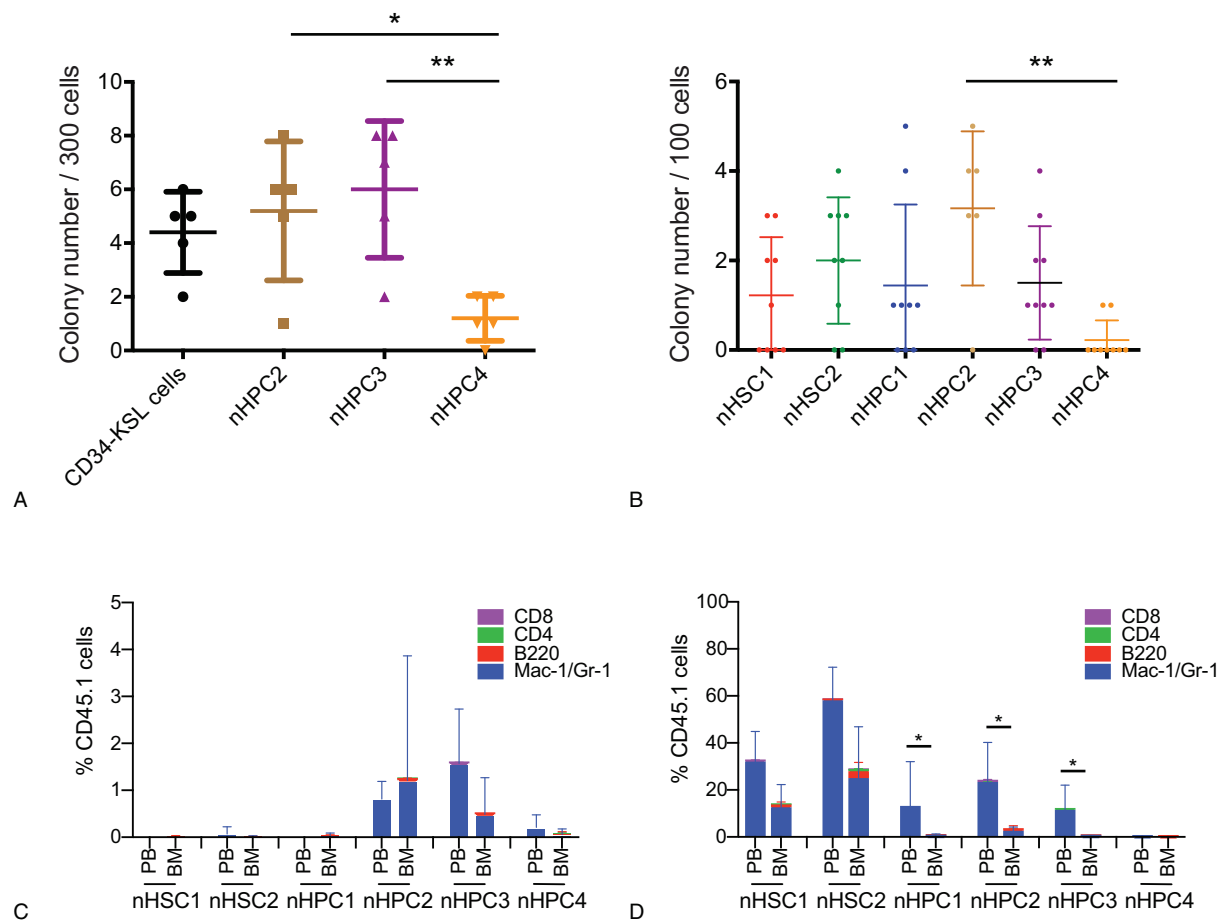 *
**
10
8
6
4
2
0
Colony number / 300 cells
CD34-KSL cells
nHPC2
nHPC3
nHPC4
A
**
6
4
2
0
Colony number / 100 cells
nHSC1
nHSC2
nHPC1
nHPC2
nHPC3
nHPC4
B
5
4
3
2
1
1
0
% CD45.1 cells
CD8
CD4
B220
Mac-1/Gr-1
PB
BM
PB
BM
PB
BM
PB
BM
PB
BM
PB
BM
nHSC1
nHSC2
nHPC1
nHPC2
nHPC3
nHPC4
C
100
80
60
40
20
0
% CD45.1 cells
CD8
CD4
B220
Mac-1/Gr-1
*
*
*
PB
BM
PB
BM
PB
BM
PB
BM
PB
BM
PB
BM
nHSC1
nHSC2
nHPC1
nHPC2
nHPC3
nHPC4
D